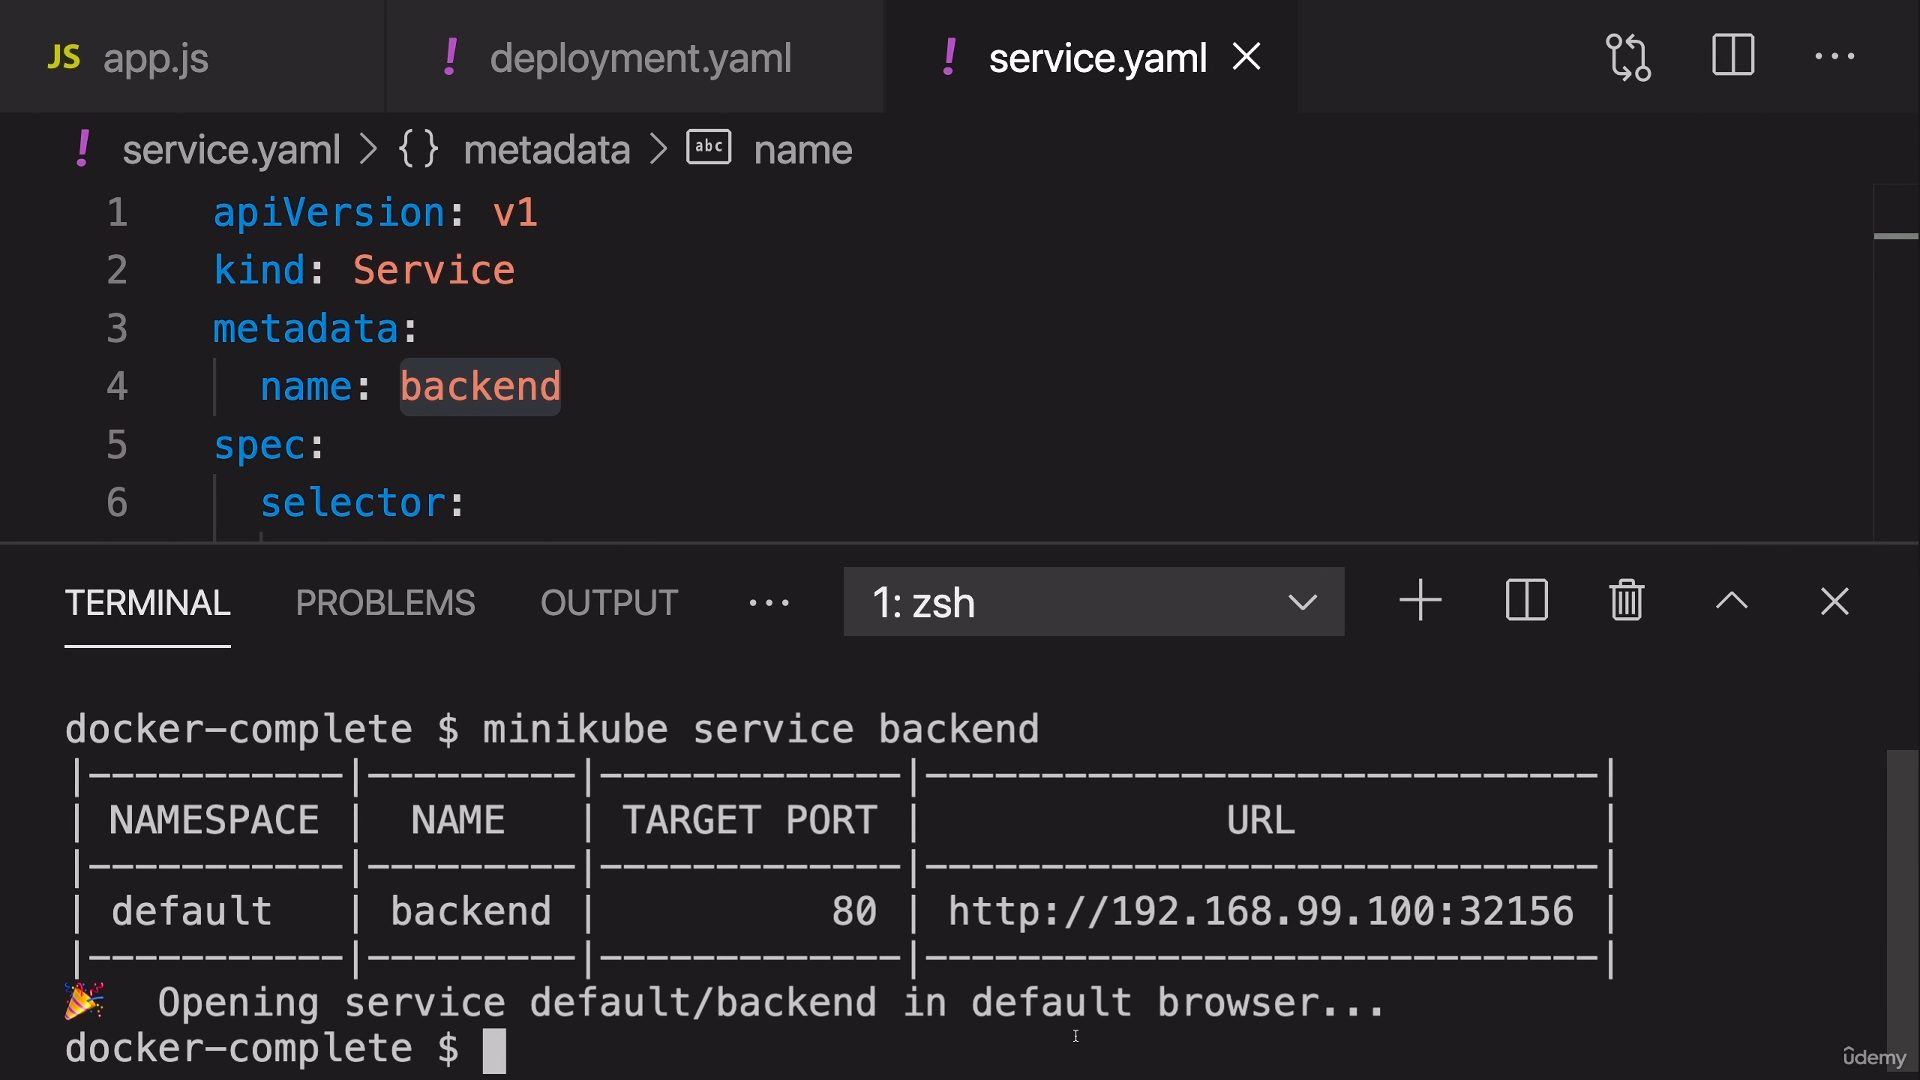 JS app.js ! deployment.yaml ! service.yaml
! service.yaml > {} metadata > abc name
1 apiVersion: v1
2 kind: Service
3 metadata:
4 name: backend
5 spec:
6 selector:
TERMINAL PROBLEMS OUTPUT ... 1: zsh
docker-complete $ minikube service backend
|-----------|---------|-------------|-----------------------------|
| NAMESPACE | NAME | TARGET PORT | URL |
|-----------|---------|-------------|-----------------------------|
| default | backend | 80 | http://192.168.99.100:32156 |
|-----------|---------|-------------|-----------------------------|
🎉 Opening service default/backend in default browser...
docker-complete $
ûdemy